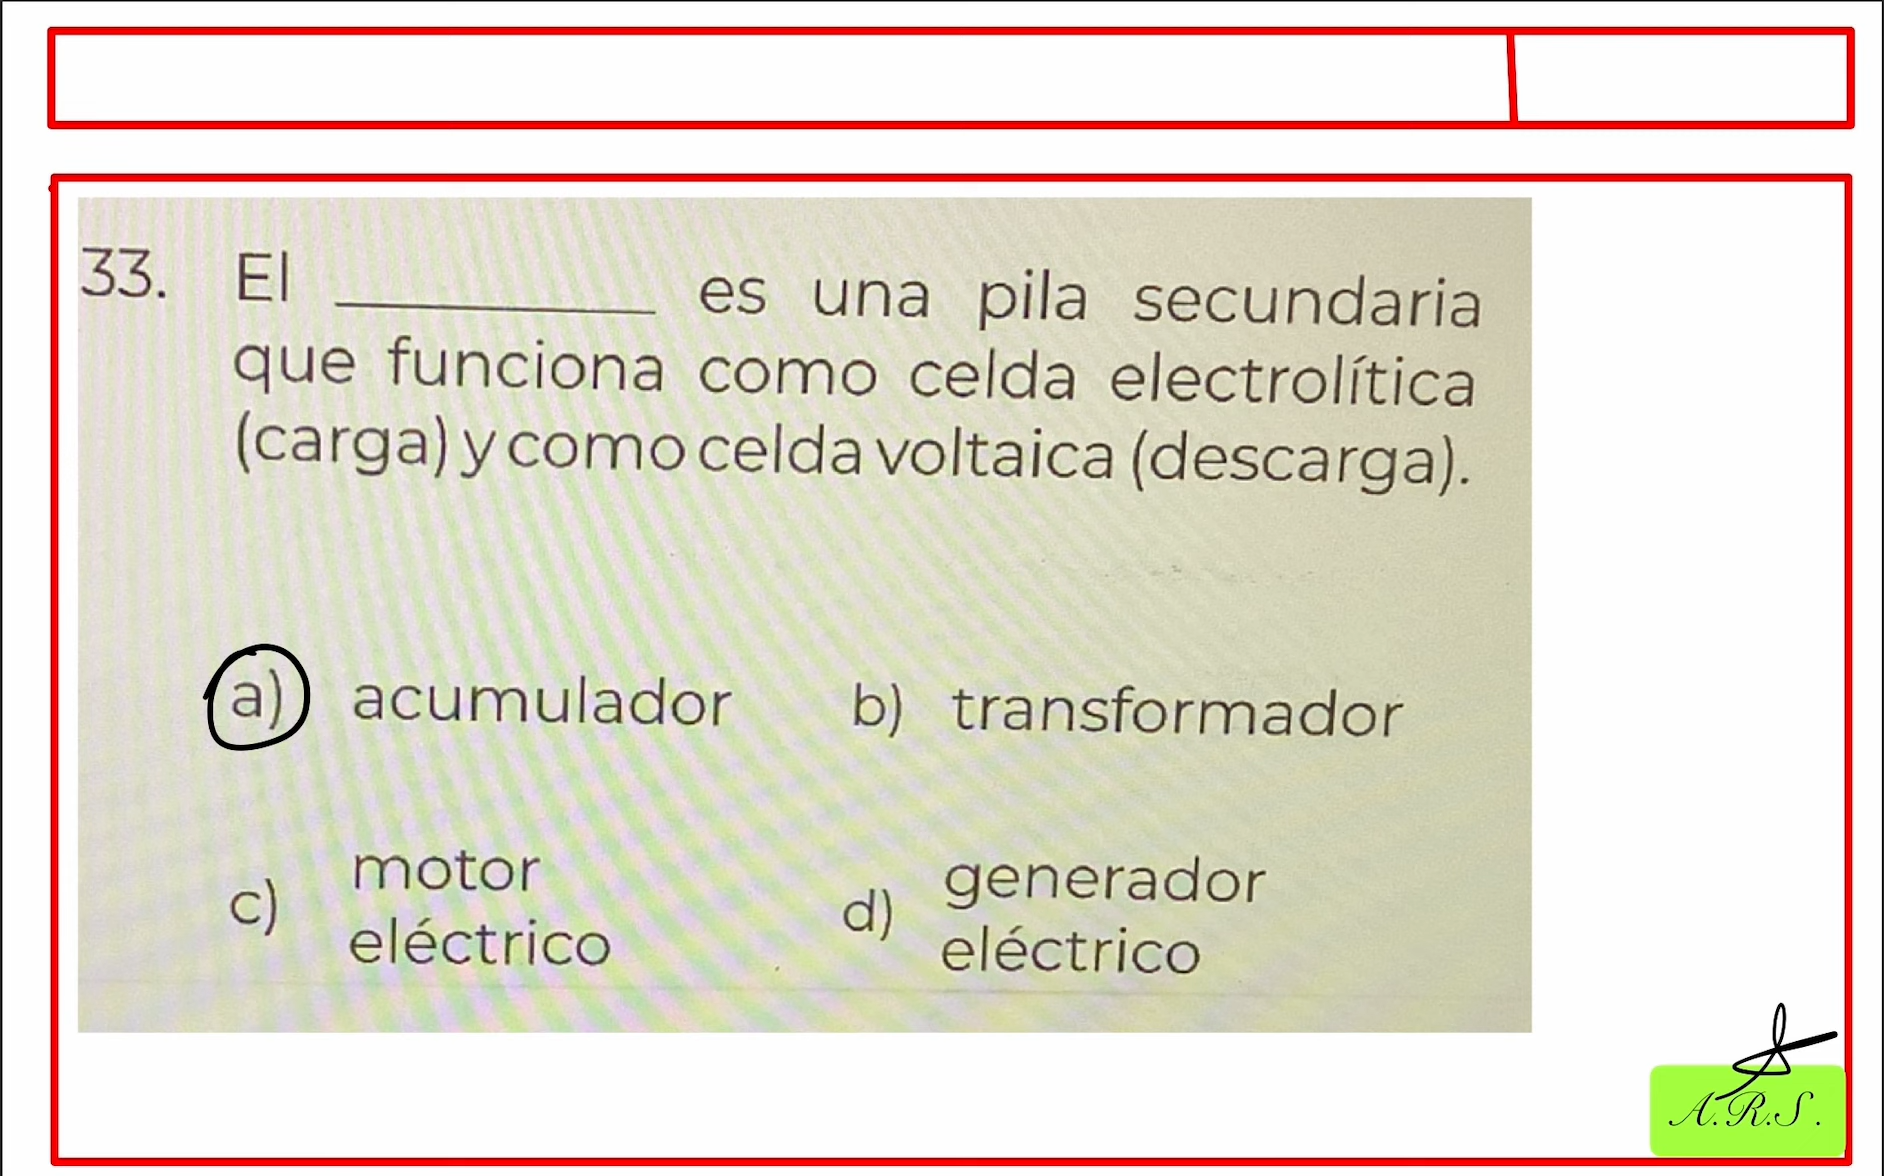 33. El __________ es una pila secundaria
que funciona como celda electrolítica
(carga) y como celda voltaica (descarga).
a) acumulador b) transformador
c) motor eléctrico d) generador eléctrico
A.R.S.